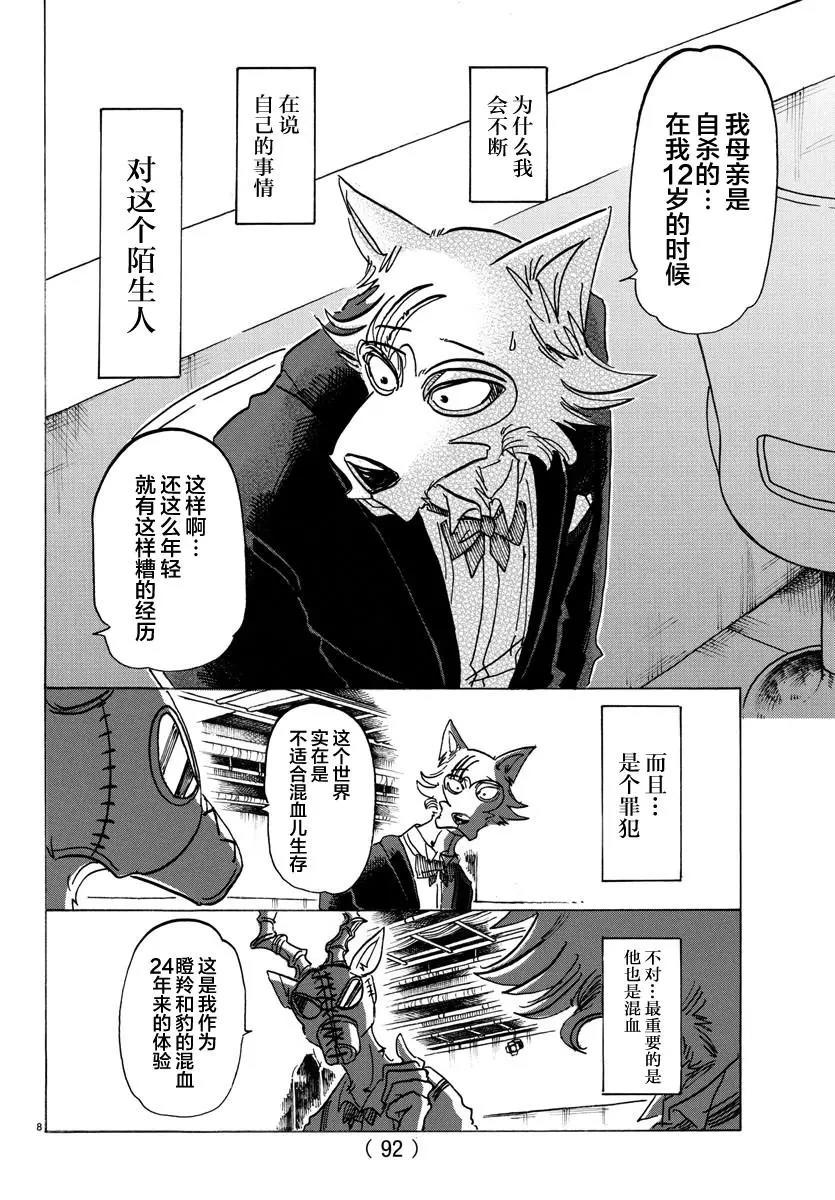 我母亲是
自杀的…
在我12岁的时候
为什么我
会不断
在说
自己的事情
对这个陌生人
这样啊…
还这么年轻
就有这样糟的经历
而且…
是个罪犯
这个世界
实在是
不适合混血儿生存
不对…最重要的是
他也是混血
这是我作为
瞪羚和豹的混血
24年来的体验
8
(92)